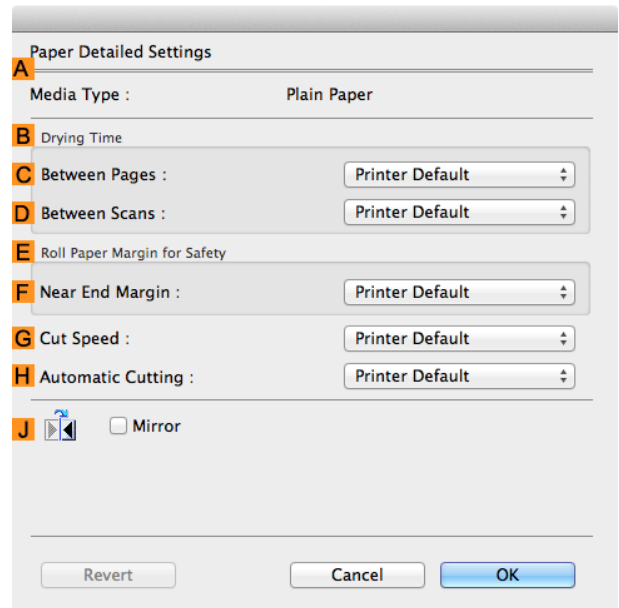 Paper Detailed Settings
A
Media Type : Plain Paper
B Drying Time
C Between Pages : Printer Default
D Between Scans : Printer Default
E Roll Paper Margin for Safety
F Near End Margin : Printer Default
G Cut Speed : Printer Default
H Automatic Cutting : Printer Default
J Mirror
Revert Cancel OK